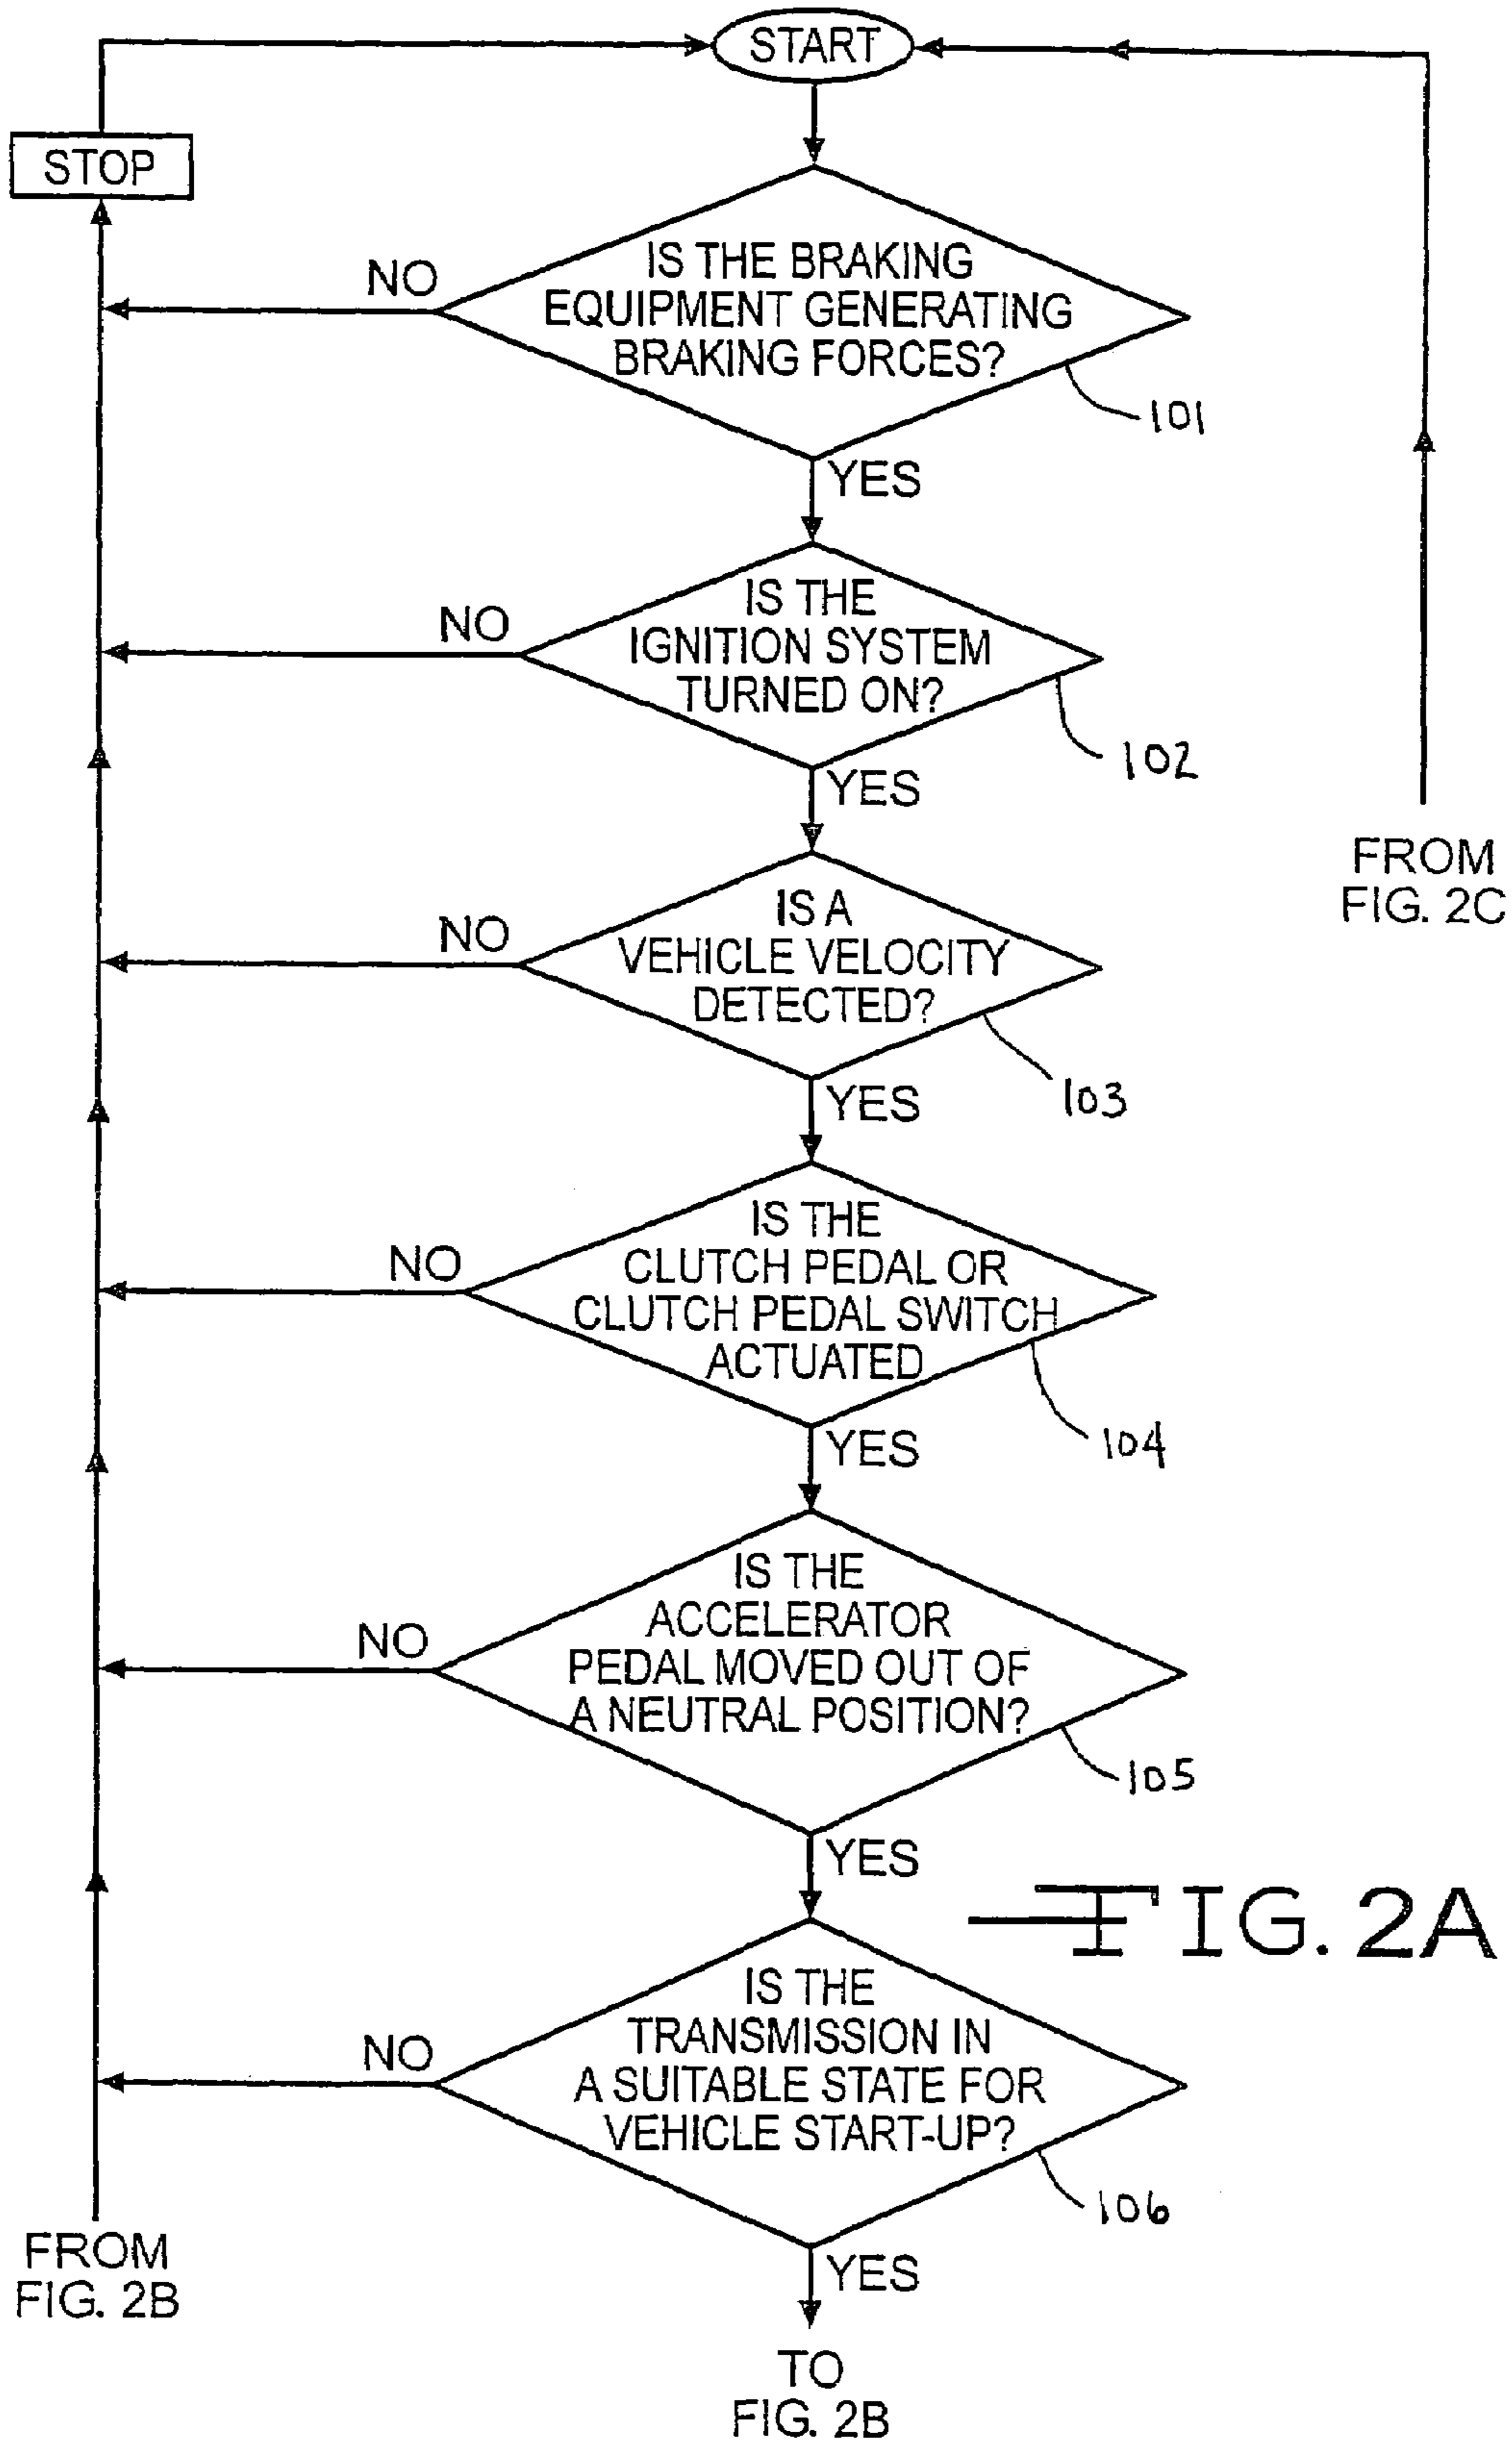 START
STOP
IS THE BRAKING
EQUIPMENT GENERATING
BRAKING FORCES?
NO
101
YES
IS THE
IGNITION SYSTEM
TURNED ON?
NO
102
YES
FROM
FIG. 2C
IS A
VEHICLE VELOCITY
DETECTED?
NO
103
YES
IS THE
CLUTCH PEDAL OR
CLUTCH PEDAL SWITCH
ACTUATED
NO
104
YES
IS THE
ACCELERATOR
PEDAL MOVED OUT OF
A NEUTRAL POSITION?
NO
105
YES
FIG. 2A
IS THE
TRANSMISSION IN
A SUITABLE STATE FOR
VEHICLE START-UP?
NO
106
FROM
FIG. 2B
YES
TO
FIG. 2B